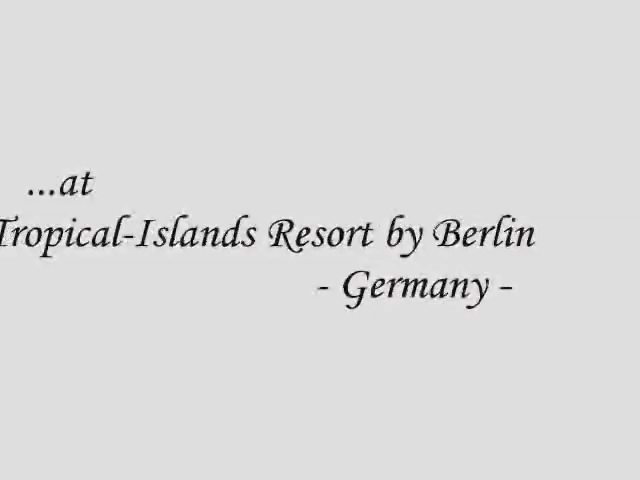 ...at
Tropical-Islands Resort by Berlin
- Germany -